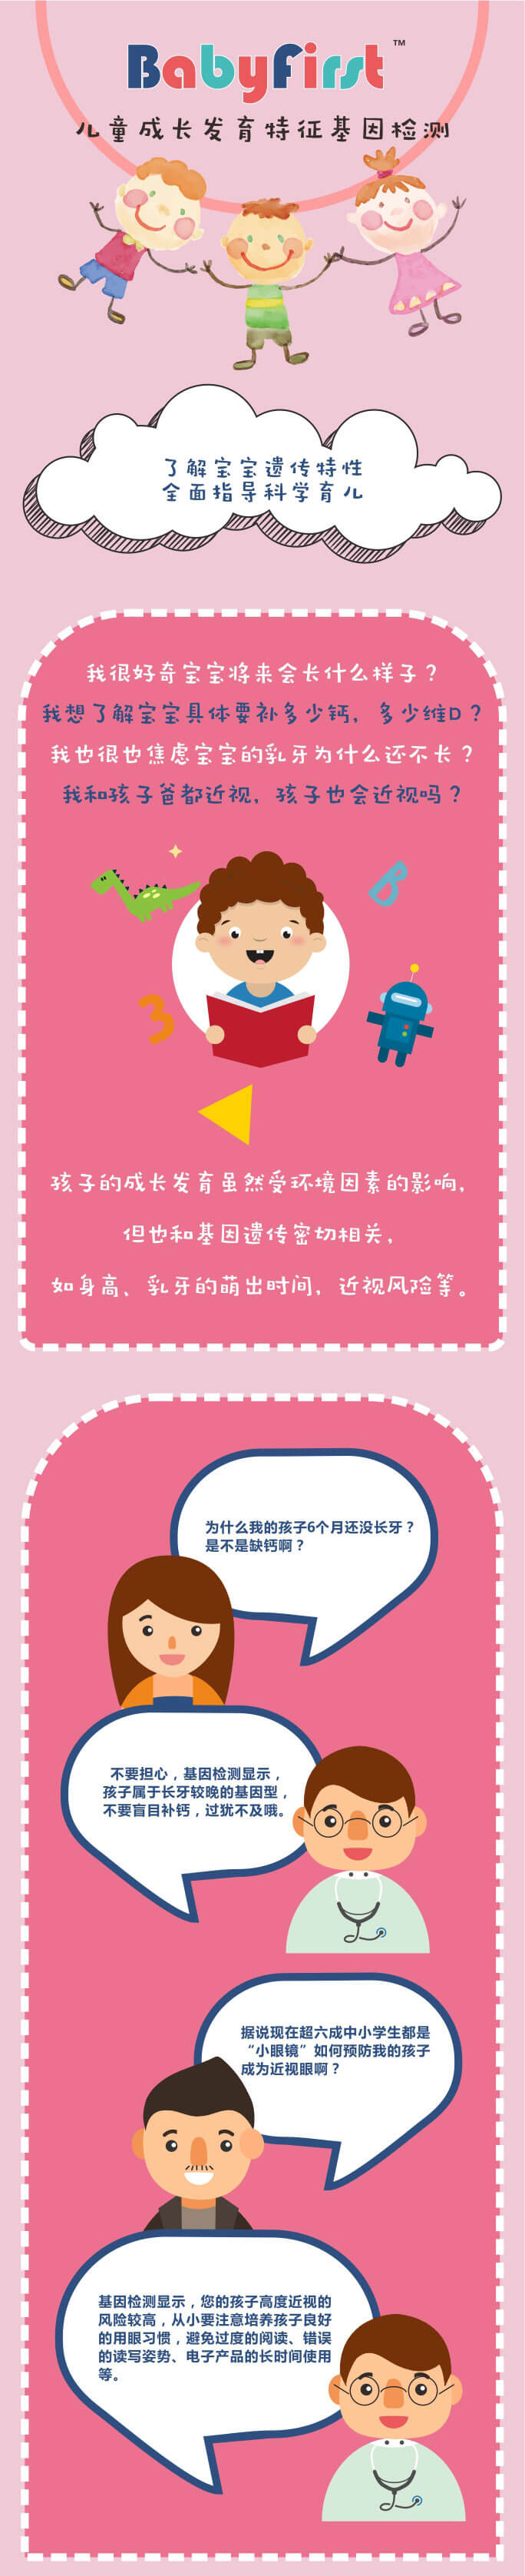 BabyFirst™
儿童成长发育特征基因检测
了解宝宝遗传特性
全面指导科学育儿
我很好奇宝宝将来会长什么样子？
我想了解宝宝具体要补多少钙，多少维D？
我也很也焦虑宝宝的乳牙为什么还不长？
我和孩子爸都近视，孩子也会近视吗？
B
3
孩子的成长发育虽然受环境因素的影响，
但也和基因遗传密切相关，
如身高、乳牙的萌出时间，近视风险等。
为什么我的孩子6个月还没长牙？
是不是缺钙啊？
不要担心，基因检测显示，
孩子属于长牙较晚的基因型，
不要盲目补钙，过犹不及哦。
据说现在超六成中小学生都是
“小眼镜”如何预防我的孩子
成为近视眼啊？
基因检测显示，您的孩子高度近视的
风险较高，从小要注意培养孩子良好
的用眼习惯，避免过度的阅读、错误
的读写姿势、电子产品的长时间使用
等。